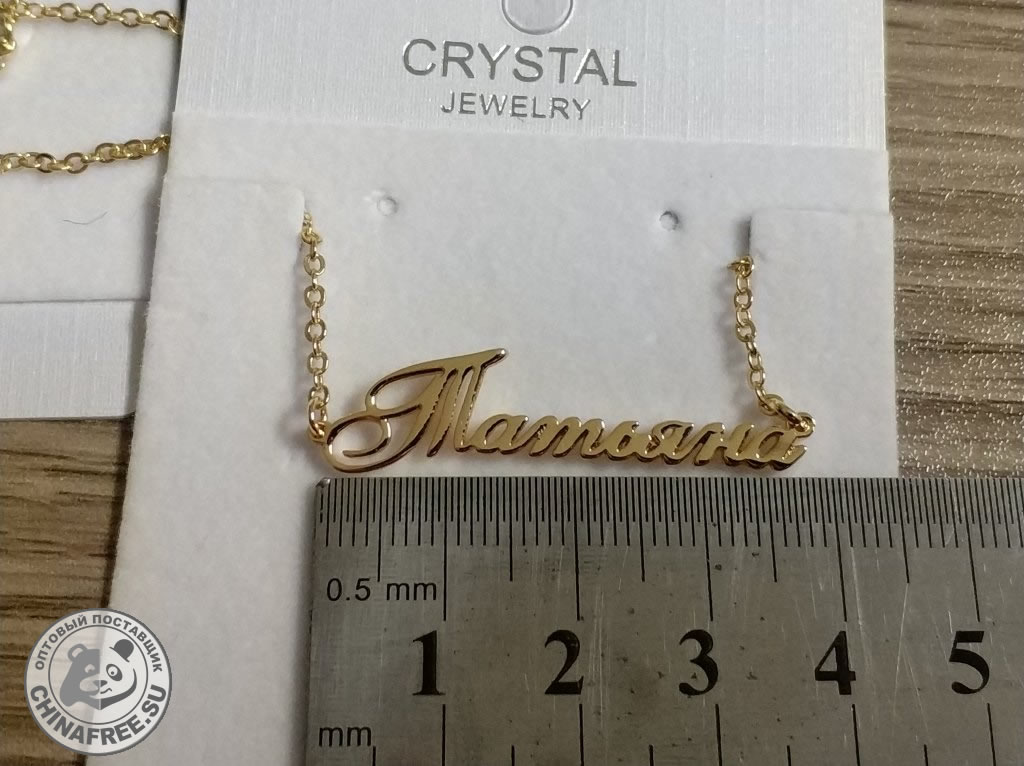 CRYSTAL
JEWELRY
Татьяна
0.5 mm
1 2 3 4 5
mm
ОПТОВЫЙ ПОСТАВЩИК
CHINAFREE.SU